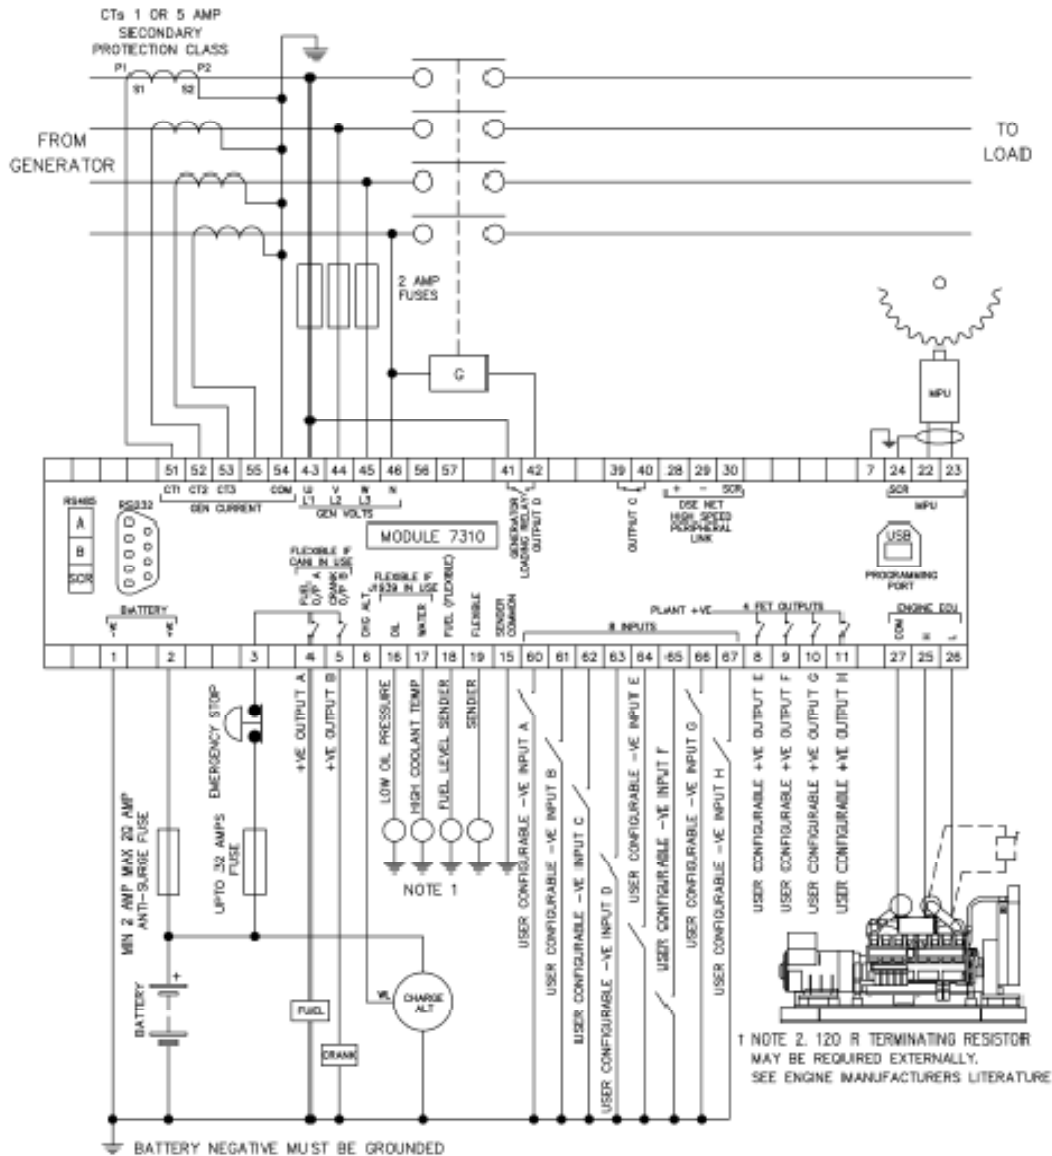 CTs 1 OR 5 AMP
SECONDARY
PROTECTION CLASS
P1 P2
S1 S2
FROM
GENERATOR
TO
LOAD
2 AMP
FUSES
G
MPU
51 52 53 55 54 43 44 45 46 56 57 41 42 39 40 28 29 30 7 24 22 23
CT1 CT2 CT3 COM
GEN CURRENT
U V W N
L1 L2 L3
GEN VOLTS
GENERATOR
LOADING RELAY/
OUTPUT D
OUTPUT C
+ - SCR
DSE NET
HIGH SPEED
PERIPHERAL
LINK
SCR
MPU
RS485
A
B
SCR
RS232
MODULE 7310
USB
PROGRAMMING
PORT
FLEXIBLE IF
CAN IN USE
FUEL
O/P A
CRANK
O/P B
CHG ALT
FLEXIBLE IF
J1939 IN USE
OIL
WATER
FUEL (FLEXIBLE)
FLEXIBLE
SENDER
COMMON
BATTERY
-VE +VE
8 INPUTS
PLANT +VE
4 FET OUTPUTS
ENGINE ECU
COM H L
1 2 3 4 5 6 16 17 18 19 15 60 61 62 63 64 65 66 67 8 9 10 11 27 25 26
MIN 2 AMP MAX 20 AMP
ANTI-SURGE FUSE
EMERGENCY STOP
UPTO 32 AMPS
FUSE
+VE OUTPUT A
+VE OUTPUT B
LOW OIL PRESSURE
HIGH COOLANT TEMP
FUEL LEVEL SENDER
SENDER
NOTE 1
USER CONFIGURABLE -VE INPUT A
USER CONFIGURABLE -VE INPUT B
USER CONFIGURABLE -VE INPUT C
USER CONFIGURABLE -VE INPUT D
USER CONFIGURABLE -VE INPUT E
USER CONFIGURABLE -VE INPUT F
USER CONFIGURABLE -VE INPUT G
USER CONFIGURABLE -VE INPUT H
USER CONFIGURABLE +VE OUTPUT E
USER CONFIGURABLE +VE OUTPUT F
USER CONFIGURABLE +VE OUTPUT G
USER CONFIGURABLE +VE OUTPUT H
BATTERY
+
WL
CHARGE
ALT
FUEL
CRANK
† NOTE 2. 120 R TERMINATING RESISTOR
MAY BE REQUIRED EXTERNALLY.
SEE ENGINE MANUFACTURERS LITERATURE
BATTERY NEGATIVE MUST BE GROUNDED